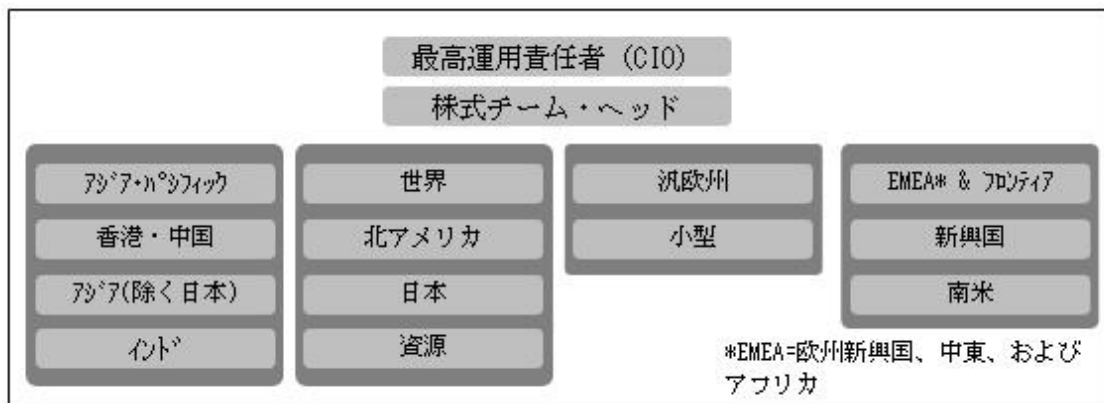 最高運用責任者 (CIO)
株式チーム・ヘッド
ｱｼﾞｱ・ﾊﾟｼﾌｨｯｸ
香港・中国
ｱｼﾞｱ(除く日本)
ｲﾝﾄﾞ
世界
北アメリカ
日本
資源
汎欧州
小型
EMEA* & ﾌﾛﾝﾃｨｱ
新興国
南米
*EMEA=欧州新興国、中東、および
アフリカ